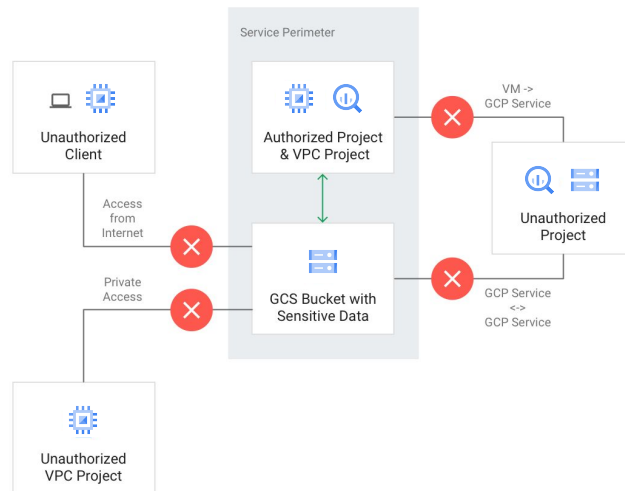 Service Perimeter
Unauthorized
Client
Authorized Project
& VPC Project
VM ->
GCP Service
Unauthorized
Project
Access
from
Internet
Private
Access
GCS Bucket with
Sensitive Data
GCP Service
<->
GCP Service
Unauthorized
VPC Project